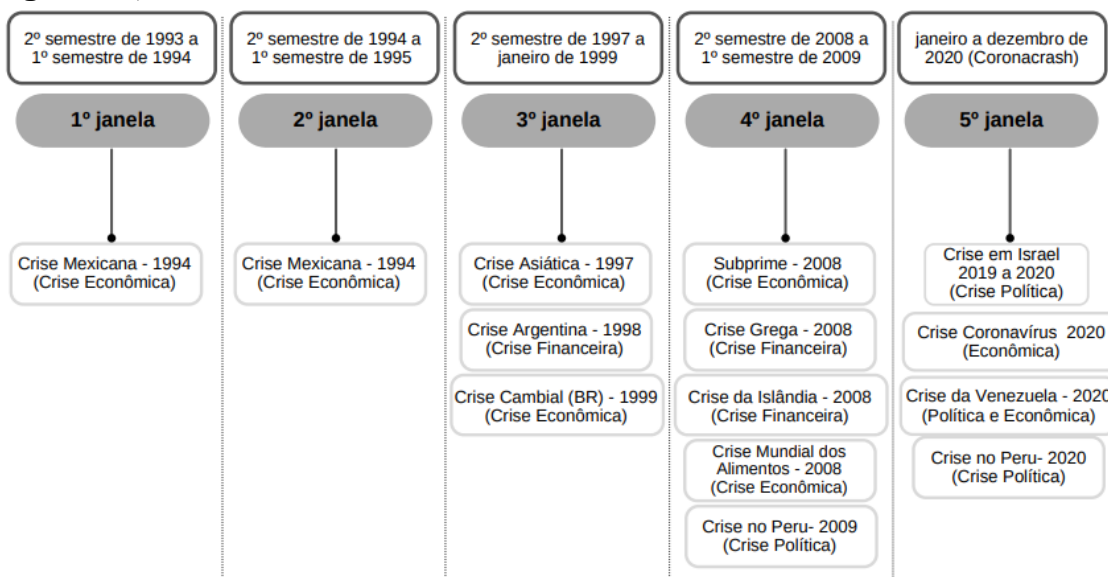 2º semestre de 1993 a
1º semestre de 1994
2º semestre de 1994 a
1º semestre de 1995
2º semestre de 1997 a
janeiro de 1999
2º semestre de 2008 a
1º semestre de 2009
janeiro a dezembro de
2020 (Coronacrash)
1º janela
2º janela
3º janela
4º janela
5º janela
Crise Mexicana - 1994
(Crise Econômica)
Crise Mexicana - 1994
(Crise Econômica)
Crise Asiática - 1997
(Crise Econômica)
Crise Argentina - 1998
(Crise Financeira)
Crise Cambial (BR) - 1999
(Crise Econômica)
Subprime - 2008
(Crise Econômica)
Crise Grega - 2008
(Crise Financeira)
Crise da Islândia - 2008
(Crise Financeira)
Crise Mundial dos
Alimentos - 2008
(Crise Econômica)
Crise no Peru- 2009
(Crise Política)
Crise em Israel
2019 a 2020
(Crise Política)
Crise Coronavírus 2020
(Econômica)
Crise da Venezuela - 2020
(Política e Econômica)
Crise no Peru- 2020
(Crise Política)